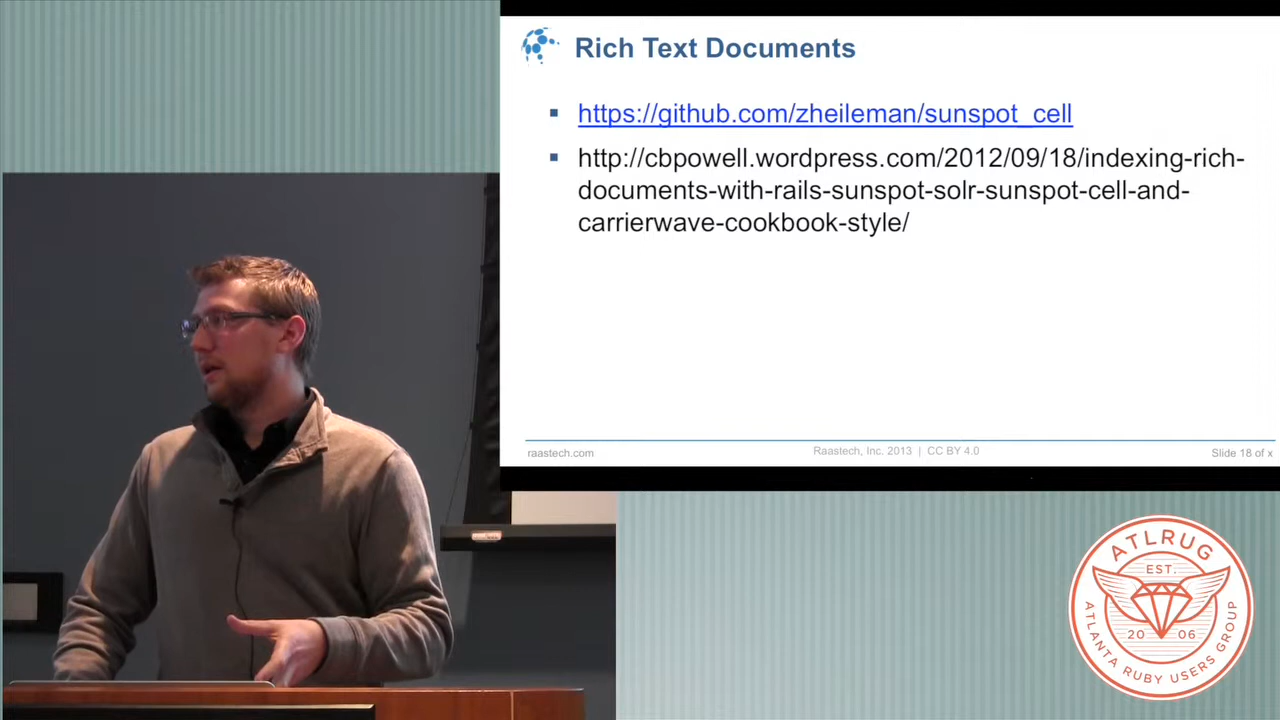 Rich Text Documents
https://github.com/zheileman/sunspot_cell
http://cbpowell.wordpress.com/2012/09/18/indexing-rich-
documents-with-rails-sunspot-solr-sunspot-cell-and-
carrierwave-cookbook-style/
raastech.com
Raastech, Inc. 2013 | CC BY 4.0
Slide 18 of x
ATLRUG
EST.
20 06
ATLANTA RUBY USERS GROUP